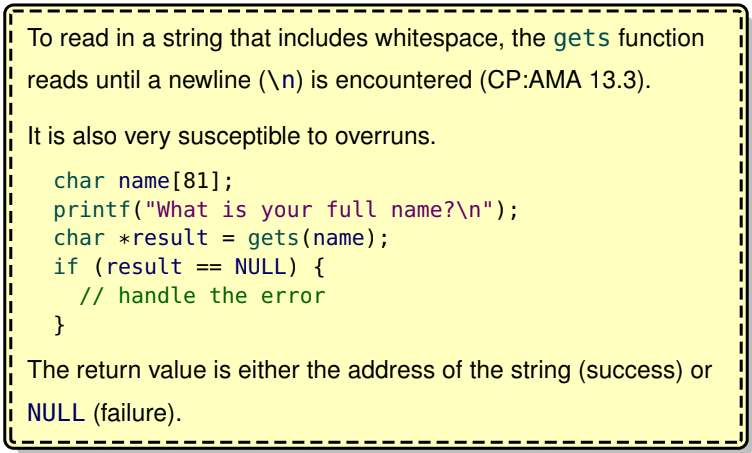 To read in a string that includes whitespace, the gets function
reads until a newline (\n) is encountered (CP:AMA 13.3).
It is also very susceptible to overruns.
char name[81];
printf("What is your full name?\n");
char *result = gets(name);
if (result == NULL) {
  // handle the error
}
The return value is either the address of the string (success) or
NULL (failure).